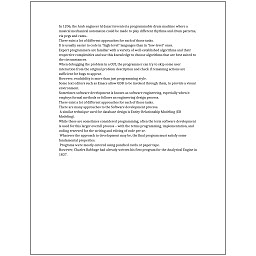 In 1206, the Arab engineer Al-Jazari invented a programmable drum machine where a
musical mechanical automaton could be made to play different rhythms and drum patterns,
via pegs and cams.
There exist a lot of different approaches for each of those tasks.
It is usually easier to code in "high-level" languages than in "low-level" ones.
Expert programmers are familiar with a variety of well-established algorithms and their
respective complexities and use this knowledge to choose algorithms that are best suited to
the circumstances.
When debugging the problem in a GUI, the programmer can try to skip some user
interaction from the original problem description and check if remaining actions are
sufficient for bugs to appear.
However, readability is more than just programming style.
Some text editors such as Emacs allow GDB to be invoked through them, to provide a visual
environment.
Sometimes software development is known as software engineering, especially when it
employs formal methods or follows an engineering design process.
There exist a lot of different approaches for each of those tasks.
There are many approaches to the Software development process.
A similar technique used for database design is Entity-Relationship Modeling (ER
Modeling).
While these are sometimes considered programming, often the term software development
is used for this larger overall process – with the terms programming, implementation, and
coding reserved for the writing and editing of code per se.
Whatever the approach to development may be, the final program must satisfy some
fundamental properties.
Programs were mostly entered using punched cards or paper tape.
However, Charles Babbage had already written his first program for the Analytical Engine in
1837.